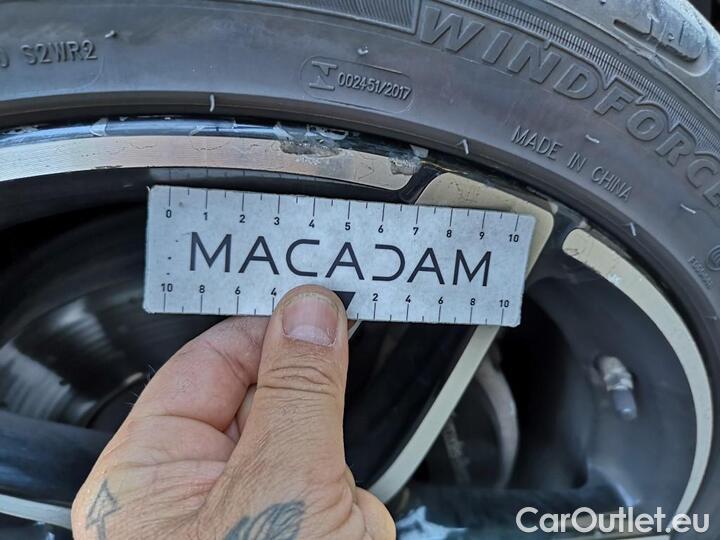 S2WR2
002451/2017
WINDFORCE
MADE IN CHINA
0 1 2 3 4 5 6 7 8 9 10
MACADAM
10 8 6 4 2 4 6 8 10
CarOutlet.eu